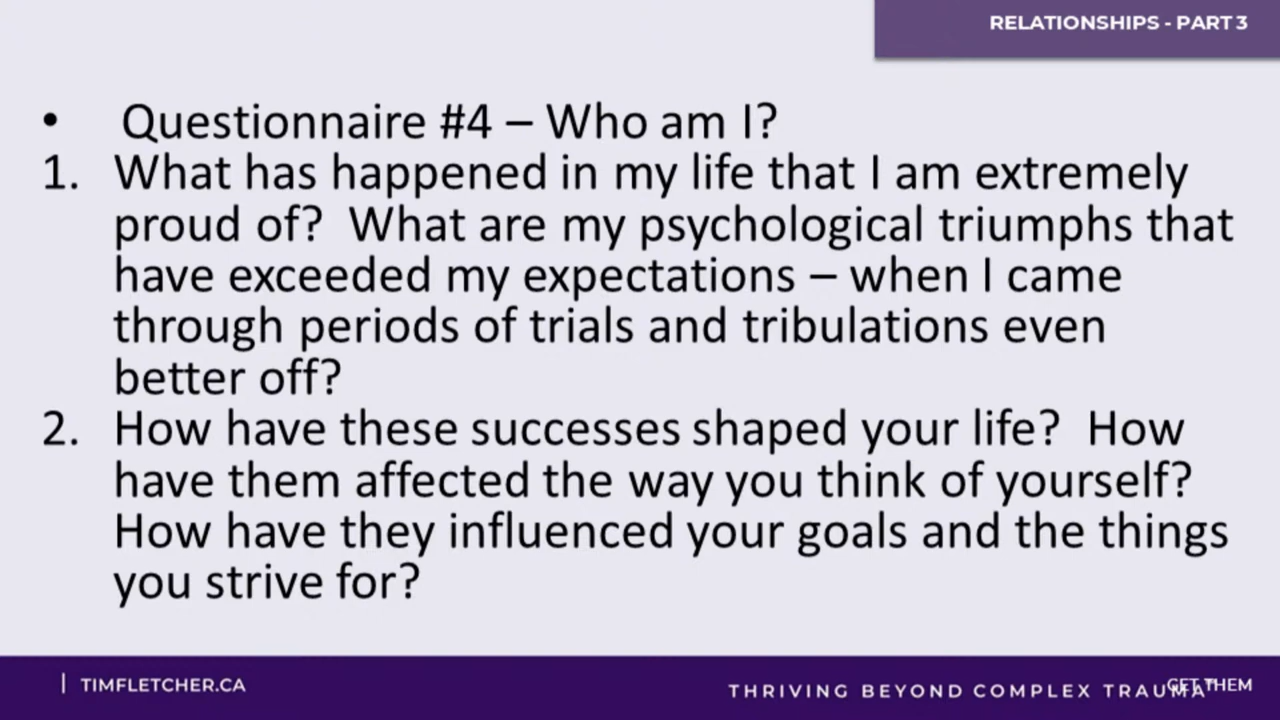 RELATIONSHIPS - PART 3
• Questionnaire #4 – Who am I?
1. What has happened in my life that I am extremely
proud of?  What are my psychological triumphs that
have exceeded my expectations – when I came
through periods of trials and tribulations even
better off?
2. How have these successes shaped your life?  How
have them affected the way you think of yourself?
How have they influenced your goals and the things
you strive for?
| TIMFLETCHER.CA
THRIVING BEYOND COMPLEX TRAUMA
GET THEM